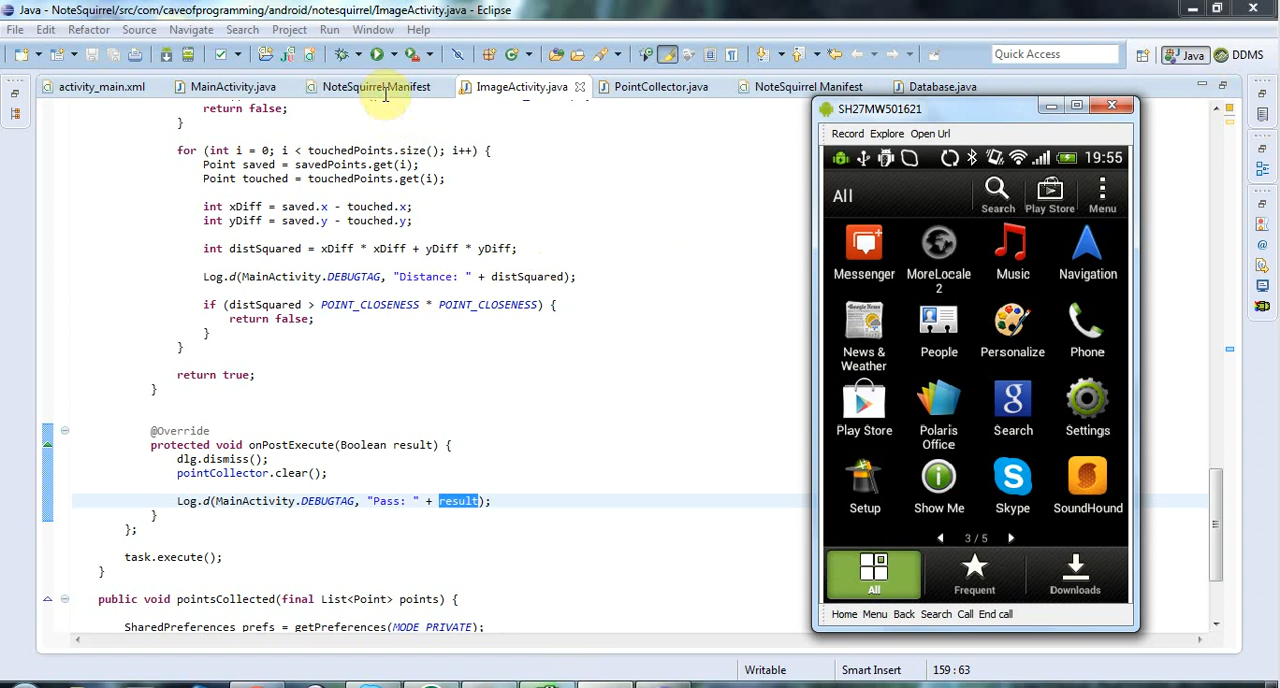 Java - NoteSquirrel/src/com/caveofprogramming/android/notesquirrel/ImageActivity.java - Eclipse
File Edit Refactor Source Navigate Search Project Run Window Help
Quick Access
Java
DDMS
activity_main.xml
MainActivity.java
NoteSquirrel Manifest
ImageActivity.java
PointCollector.java
NoteSquirrel Manifest
Database.java
return false;
}
for (int i = 0; i < touchedPoints.size(); i++) {
Point saved = savedPoints.get(i);
Point touched = touchedPoints.get(i);
int xDiff = saved.x - touched.x;
int yDiff = saved.y - touched.y;
int distSquared = xDiff * xDiff + yDiff * yDiff;
Log.d(MainActivity.DEBUGTAG, "Distance: " + distSquared);
if (distSquared > POINT_CLOSENESS * POINT_CLOSENESS) {
return false;
}
}
return true;
}
@Override
protected void onPostExecute(Boolean result) {
dlg.dismiss();
pointCollector.clear();
Log.d(MainActivity.DEBUGTAG, "Pass: " + result);
}
};
task.execute();
}
public void pointsCollected(final List<Point> points) {
SharedPreferences prefs = getPreferences(MODE_PRIVATE);
Writable
Smart Insert
159 : 63
SH27MW501621
Record Explore Open Url
19:55
All
Search
Play Store
Menu
Messenger
MoreLocale 
2
Music
Navigation
News &
Weather
People
Personalize
Phone
Play Store
Polaris
Office
Search
Settings
Setup
Show Me
Skype
SoundHound
3 / 5
All
Frequent
Downloads
Home Menu Back Search Call End call